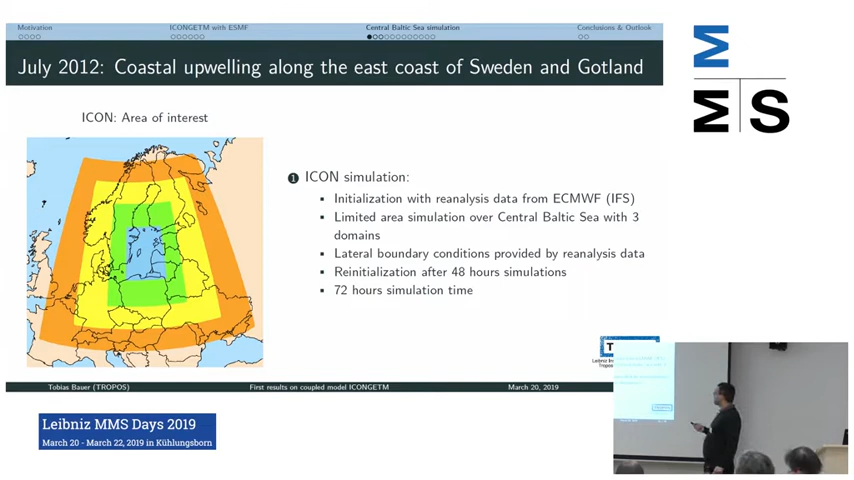 Motivation
ICONGETM with ESMF
Central Baltic Sea simulation
Conclusions & Outlook
July 2012: Coastal upwelling along the east coast of Sweden and Gotland
ICON: Area of interest
1 ICON simulation:
Initialization with reanalysis data from ECMWF (IFS)
Limited area simulation over Central Baltic Sea with 3
domains
Lateral boundary conditions provided by reanalysis data
Reinitialization after 48 hours simulations
72 hours simulation time
Tobias Bauer (TROPOS)
First results on coupled model ICONGETM
March 20, 2019
T
Leibniz In
Tropos
M
M S
Leibniz MMS Days 2019
March 20 - March 22, 2019 in Kühlungsborn